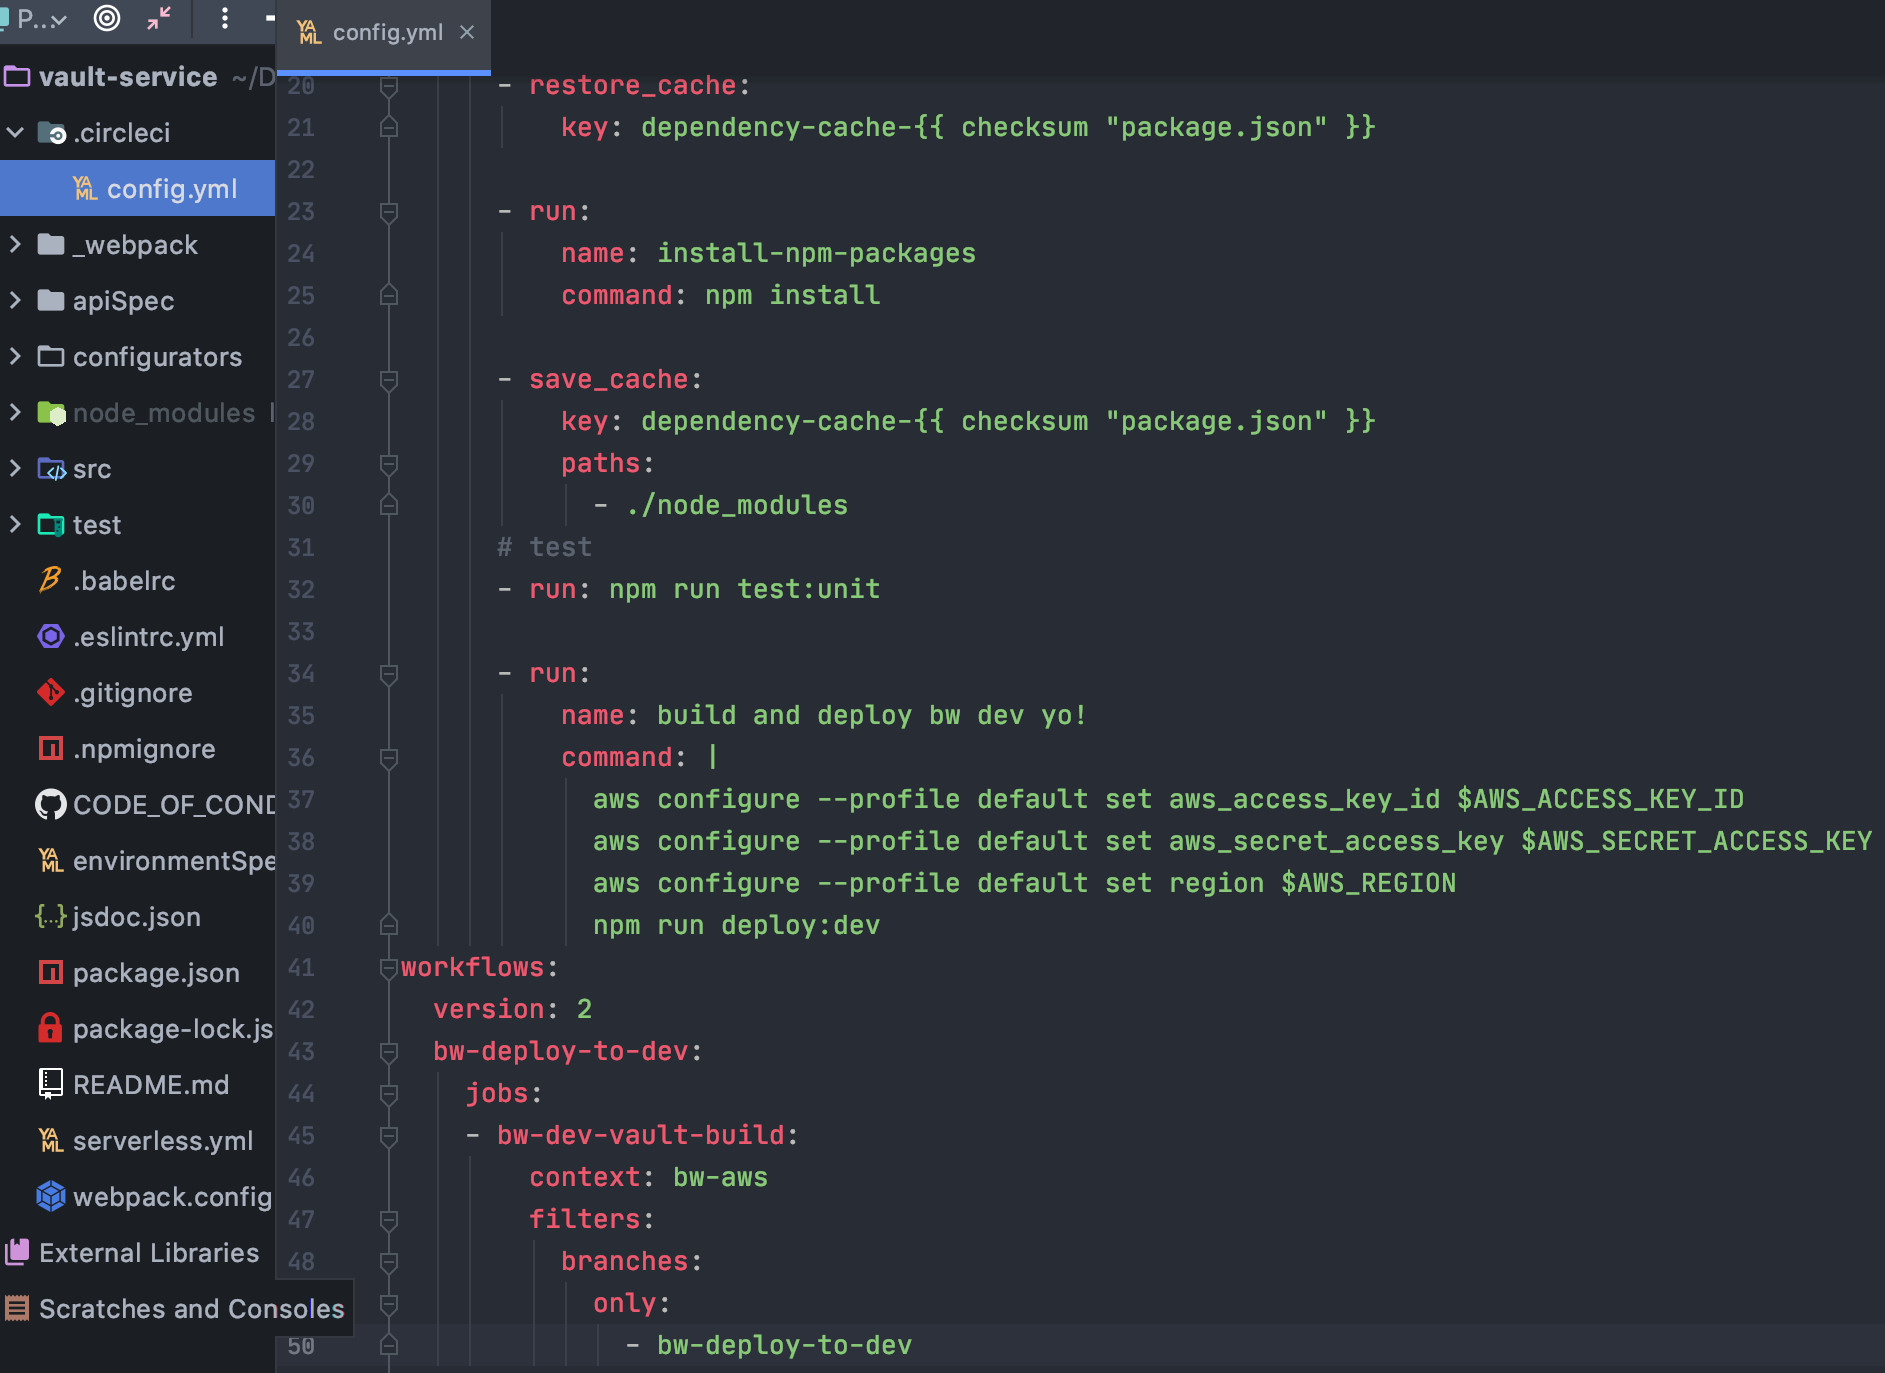 P...
config.yml
vault-service ~/D
.circleci
config.yml
_webpack
apiSpec
configurators
node_modules
src
test
.babelrc
.eslintrc.yml
.gitignore
.npmignore
CODE_OF_COND
environmentSpe
jsdoc.json
package.json
package-lock.js
README.md
serverless.yml
webpack.config
External Libraries
Scratches and Consoles
20 - restore_cache:
21 key: dependency-cache-{{ checksum "package.json" }}
22
23 - run:
24 name: install-npm-packages
25 command: npm install
26
27 - save_cache:
28 key: dependency-cache-{{ checksum "package.json" }}
29 paths:
30 - ./node_modules
31 # test
32 - run: npm run test:unit
33
34 - run:
35 name: build and deploy bw dev yo!
36 command: |
37 aws configure --profile default set aws_access_key_id $AWS_ACCESS_KEY_ID
38 aws configure --profile default set aws_secret_access_key $AWS_SECRET_ACCESS_KEY
39 aws configure --profile default set region $AWS_REGION
40 npm run deploy:dev
41 workflows:
42 version: 2
43 bw-deploy-to-dev:
44 jobs:
45 - bw-dev-vault-build:
46 context: bw-aws
47 filters:
48 branches:
only:
50 - bw-deploy-to-dev